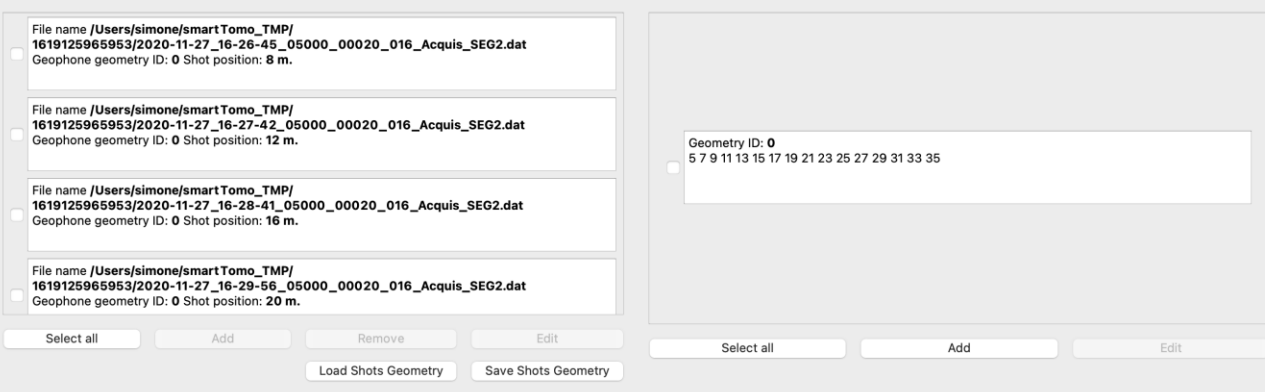 File name /Users/simone/smartTomo_TMP/
1619125965953/2020-11-27_16-26-45_05000_00020_016_Acquis_SEG2.dat
Geophone geometry ID: 0 Shot position: 8 m.
File name /Users/simone/smartTomo_TMP/
1619125965953/2020-11-27_16-27-42_05000_00020_016_Acquis_SEG2.dat
Geophone geometry ID: 0 Shot position: 12 m.
File name /Users/simone/smartTomo_TMP/
1619125965953/2020-11-27_16-28-41_05000_00020_016_Acquis_SEG2.dat
Geophone geometry ID: 0 Shot position: 16 m.
File name /Users/simone/smartTomo_TMP/
1619125965953/2020-11-27_16-29-56_05000_00020_016_Acquis_SEG2.dat
Geophone geometry ID: 0 Shot position: 20 m.
Select all Add Remove Edit
Load Shots Geometry Save Shots Geometry
Geometry ID: 0
5 7 9 11 13 15 17 19 21 23 25 27 29 31 33 35
Select all Add Edit